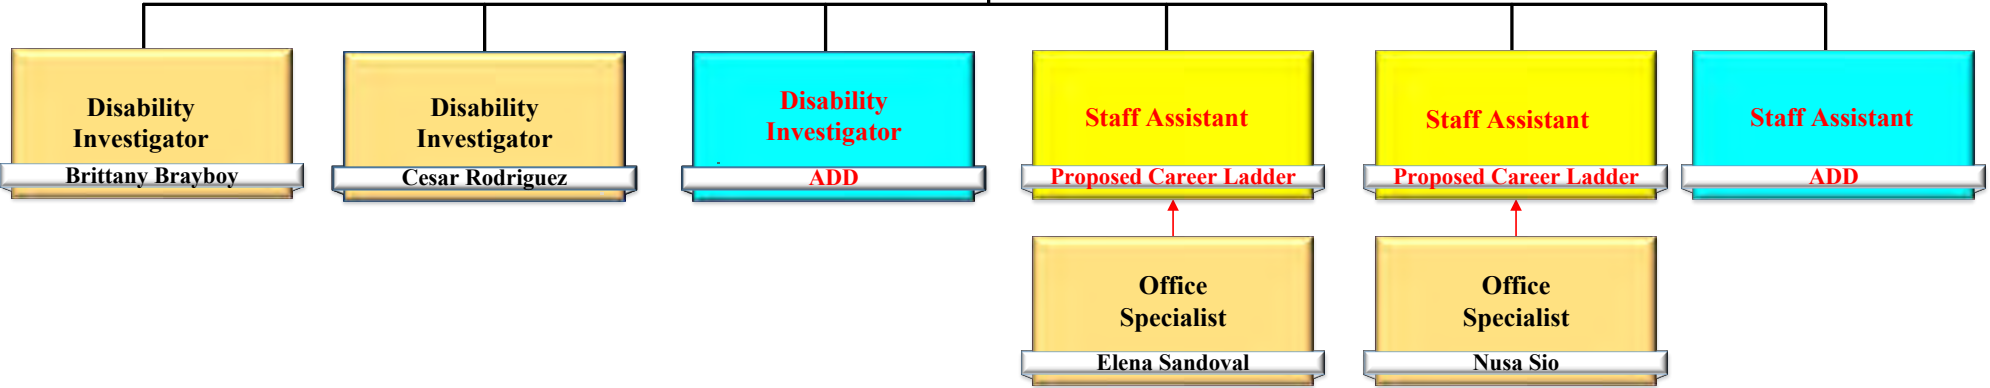 Disability
Investigator
Brittany Brayboy
Disability
Investigator
Cesar Rodriguez
Disability
Investigator
ADD
Staff Assistant
Proposed Career Ladder
Staff Assistant
Proposed Career Ladder
Staff Assistant
ADD
Office
Specialist
Elena Sandoval
Office
Specialist
Nusa Sio